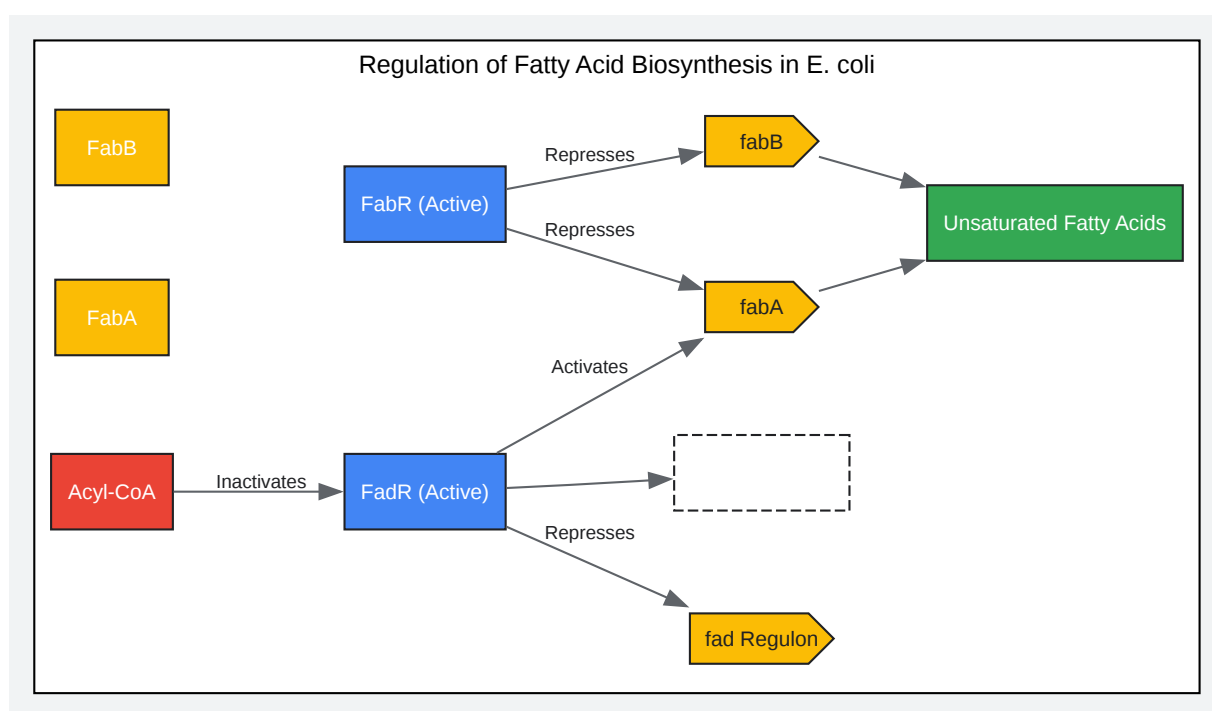 Regulation of Fatty Acid Biosynthesis in E. coli
FabB
FabR (Active)
Represses
fabB
Represses
Unsaturated Fatty Acids
FabA
fabA
Activates
Acyl-CoA
Inactivates
FadR (Active)
Represses
fad Regulon